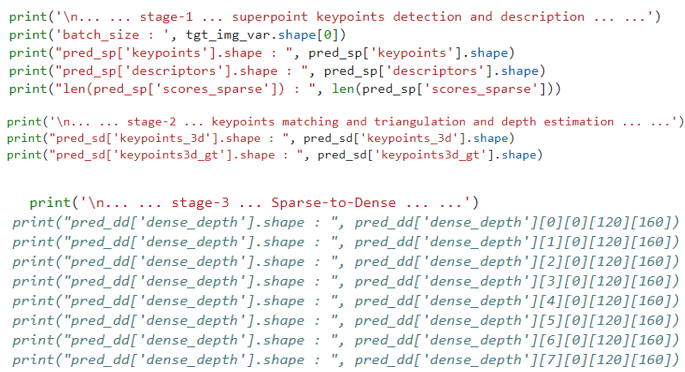 print('\n... ... stage-1 ... superpoint keypoints detection and description ... ...')
print('batch_size : ', tgt_img_var.shape[0])
print("pred_sp['keypoints'].shape : ", pred_sp['keypoints'].shape)
print("pred_sp['descriptors'].shape : ", pred_sp['descriptors'].shape)
print("len(pred_sp['scores_sparse']) : ", len(pred_sp['scores_sparse']))
print('\n... ... stage-2 ... keypoints matching and triangulation and depth estimation ... ...')
print("pred_sd['keypoints_3d'].shape : ", pred_sd['keypoints_3d'].shape)
print("pred_sd['keypoints3d_gt'].shape : ", pred_sd['keypoints3d_gt'].shape)
print('\n... ... stage-3 ... Sparse-to-Dense ... ...')
print("pred_dd['dense_depth'].shape : ", pred_dd['dense_depth'][0][0][120][160])
print("pred_dd['dense_depth'].shape : ", pred_dd['dense_depth'][1][0][120][160])
print("pred_dd['dense_depth'].shape : ", pred_dd['dense_depth'][2][0][120][160])
print("pred_dd['dense_depth'].shape : ", pred_dd['dense_depth'][3][0][120][160])
print("pred_dd['dense_depth'].shape : ", pred_dd['dense_depth'][4][0][120][160])
print("pred_dd['dense_depth'].shape : ", pred_dd['dense_depth'][5][0][120][160])
print("pred_dd['dense_depth'].shape : ", pred_dd['dense_depth'][6][0][120][160])
print("pred_dd['dense_depth'].shape : ", pred_dd['dense_depth'][7][0][120][160])